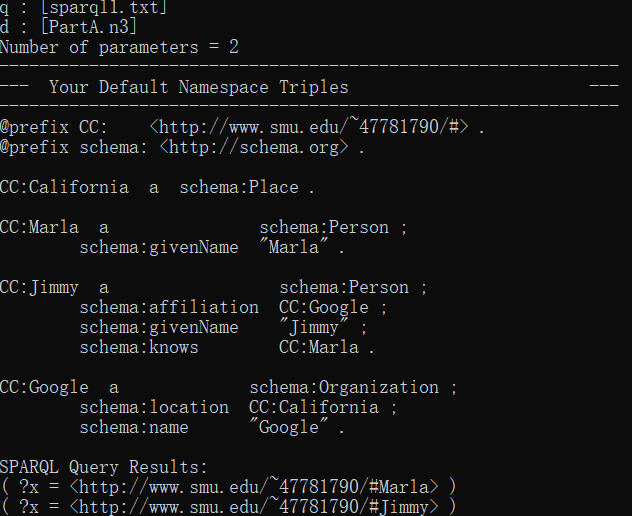 q : [sparql1.txt]
d : [PartA.n3]
Number of parameters = 2
--------------------------------------------------------------
---  Your Default Namespace Triples                        ---
--------------------------------------------------------------
@prefix CC:    <http://www.smu.edu/~47781790/#> .
@prefix schema: <http://schema.org> .

CC:California  a  schema:Place .

CC:Marla  a               schema:Person ;
        schema:givenName  "Marla" .

CC:Jimmy  a                 schema:Person ;
        schema:affiliation  CC:Google ;
        schema:givenName    "Jimmy" ;
        schema:knows        CC:Marla .

CC:Google  a             schema:Organization ;
        schema:location  CC:California ;
        schema:name      "Google" .

SPARQL Query Results:
( ?x = <http://www.smu.edu/~47781790/#Marla> )
( ?x = <http://www.smu.edu/~47781790/#Jimmy> )